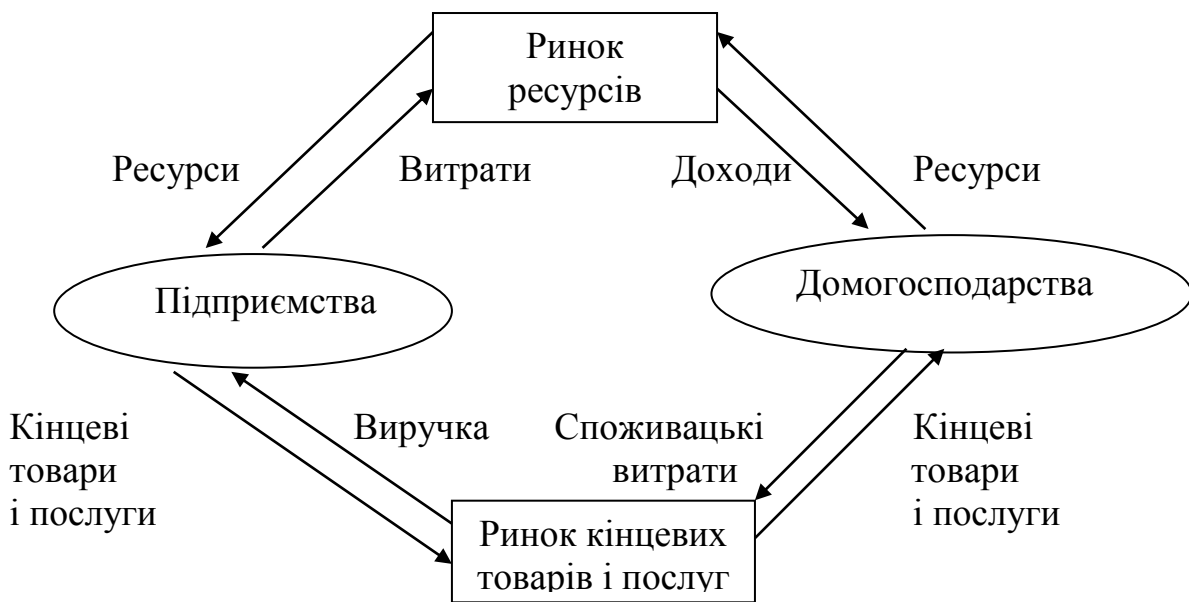 Ринок
ресурсів
Ресурси
Витрати
Доходи
Ресурси
Підприємства
Домогосподарства
Кінцеві
товари
і послуги
Виручка
Споживацькі
витрати
Кінцеві
товари
і послуги
Ринок кінцевих
товарів і послуг